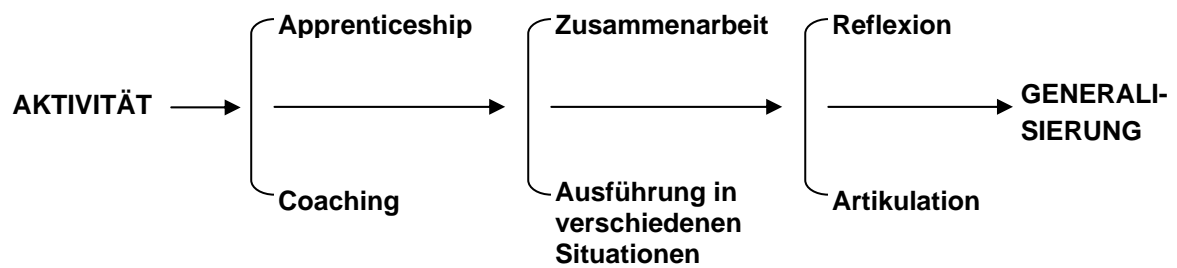 Apprenticeship
Zusammenarbeit
Reflexion
AKTIVITÄT
GENERALI-
SIERUNG
Coaching
Ausführung in
verschiedenen
Situationen
Artikulation